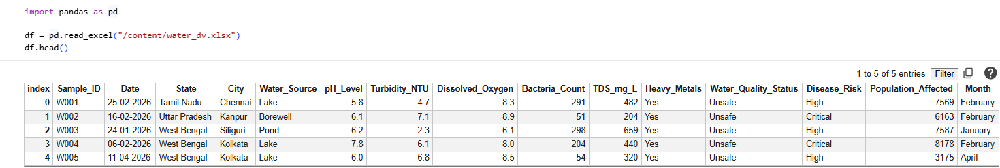 import pandas as pd
df = pd.read_excel("/content/water_dv.xlsx")
df.head()
1 to 5 of 5 entries Filter ?
index Sample_ID Date State City Water_Source pH_Level Turbidity_NTU Dissolved_Oxygen Bacteria_Count TDS_mg_L Heavy_Metals Water_Quality_Status Disease_Risk Population_Affected Month
0 W001 25-02-2026 Tamil Nadu Chennai Lake 5.8 4.7 8.3 291 482 Yes Unsafe High 7569 February
1 W002 16-02-2026 Uttar Pradesh Kanpur Borewell 6.1 7.1 8.9 51 204 Yes Unsafe Critical 6163 February
2 W003 24-01-2026 West Bengal Siliguri Pond 6.2 2.3 6.1 298 659 Yes Unsafe High 7587 January
3 W004 06-02-2026 West Bengal Kolkata Lake 7.8 6.1 8.0 204 440 Yes Unsafe Critical 8178 February
4 W005 11-04-2026 West Bengal Kolkata Lake 6.0 6.8 8.5 54 320 Yes Unsafe High 3175 April